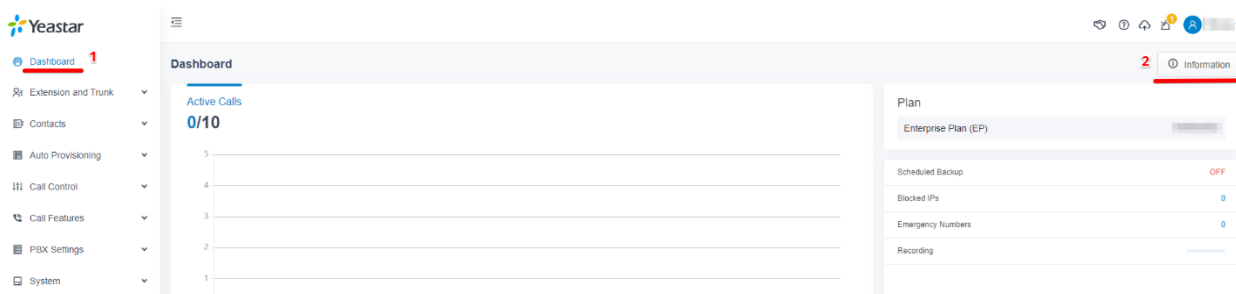 Yeastar
1
Dashboard
1
Extension and Trunk
Contacts
Auto Provisioning
Call Control
Call Features
PBX Settings
System
Dashboard
2
Information
Active Calls
0/10
5
4
3
2
1
Plan
Enterprise Plan (EP)
Scheduled Backup OFF
Blocked IPs 0
Emergency Numbers 0
Recording